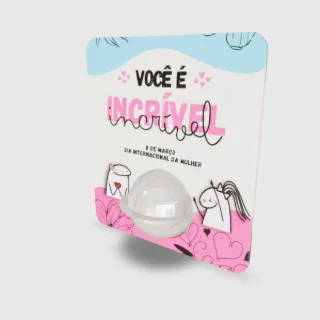 VOCÊ É
INCRÍVEL
incrível
8 DE MARÇO
DIA INTERNACIONAL DA MULHER